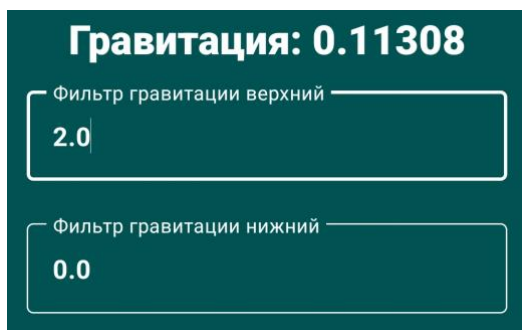 Гравитация: 0.11308
Фильтр гравитации верхний
2.0
Фильтр гравитации нижний
0.0